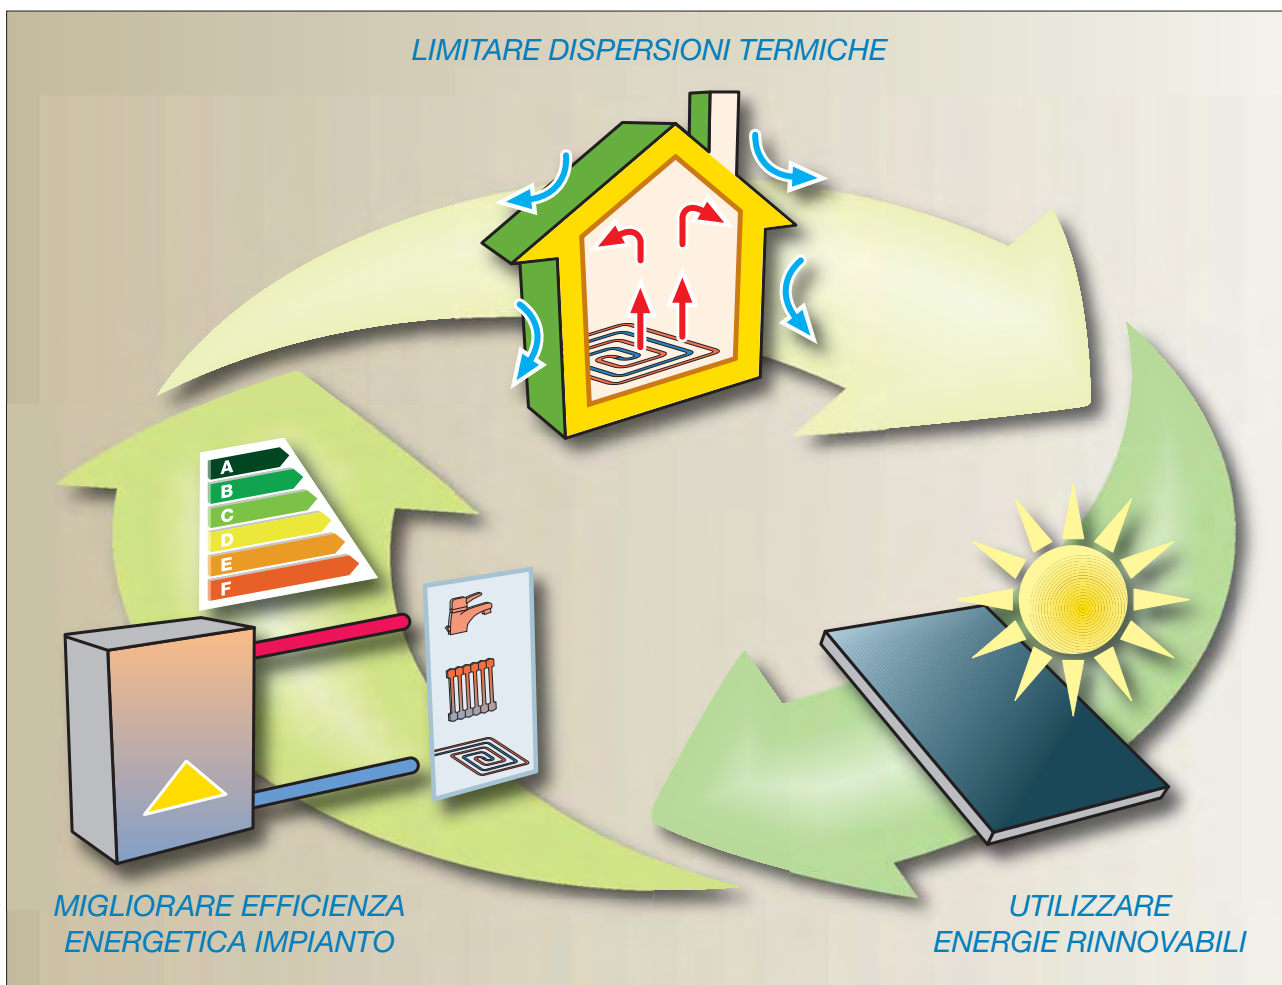 LIMITARE DISPERSIONI TERMICHE
A
B
C
D
E
F
MIGLIORARE EFFICIENZA
ENERGETICA IMPIANTO
UTILIZZARE
ENERGIE RINNOVABILI